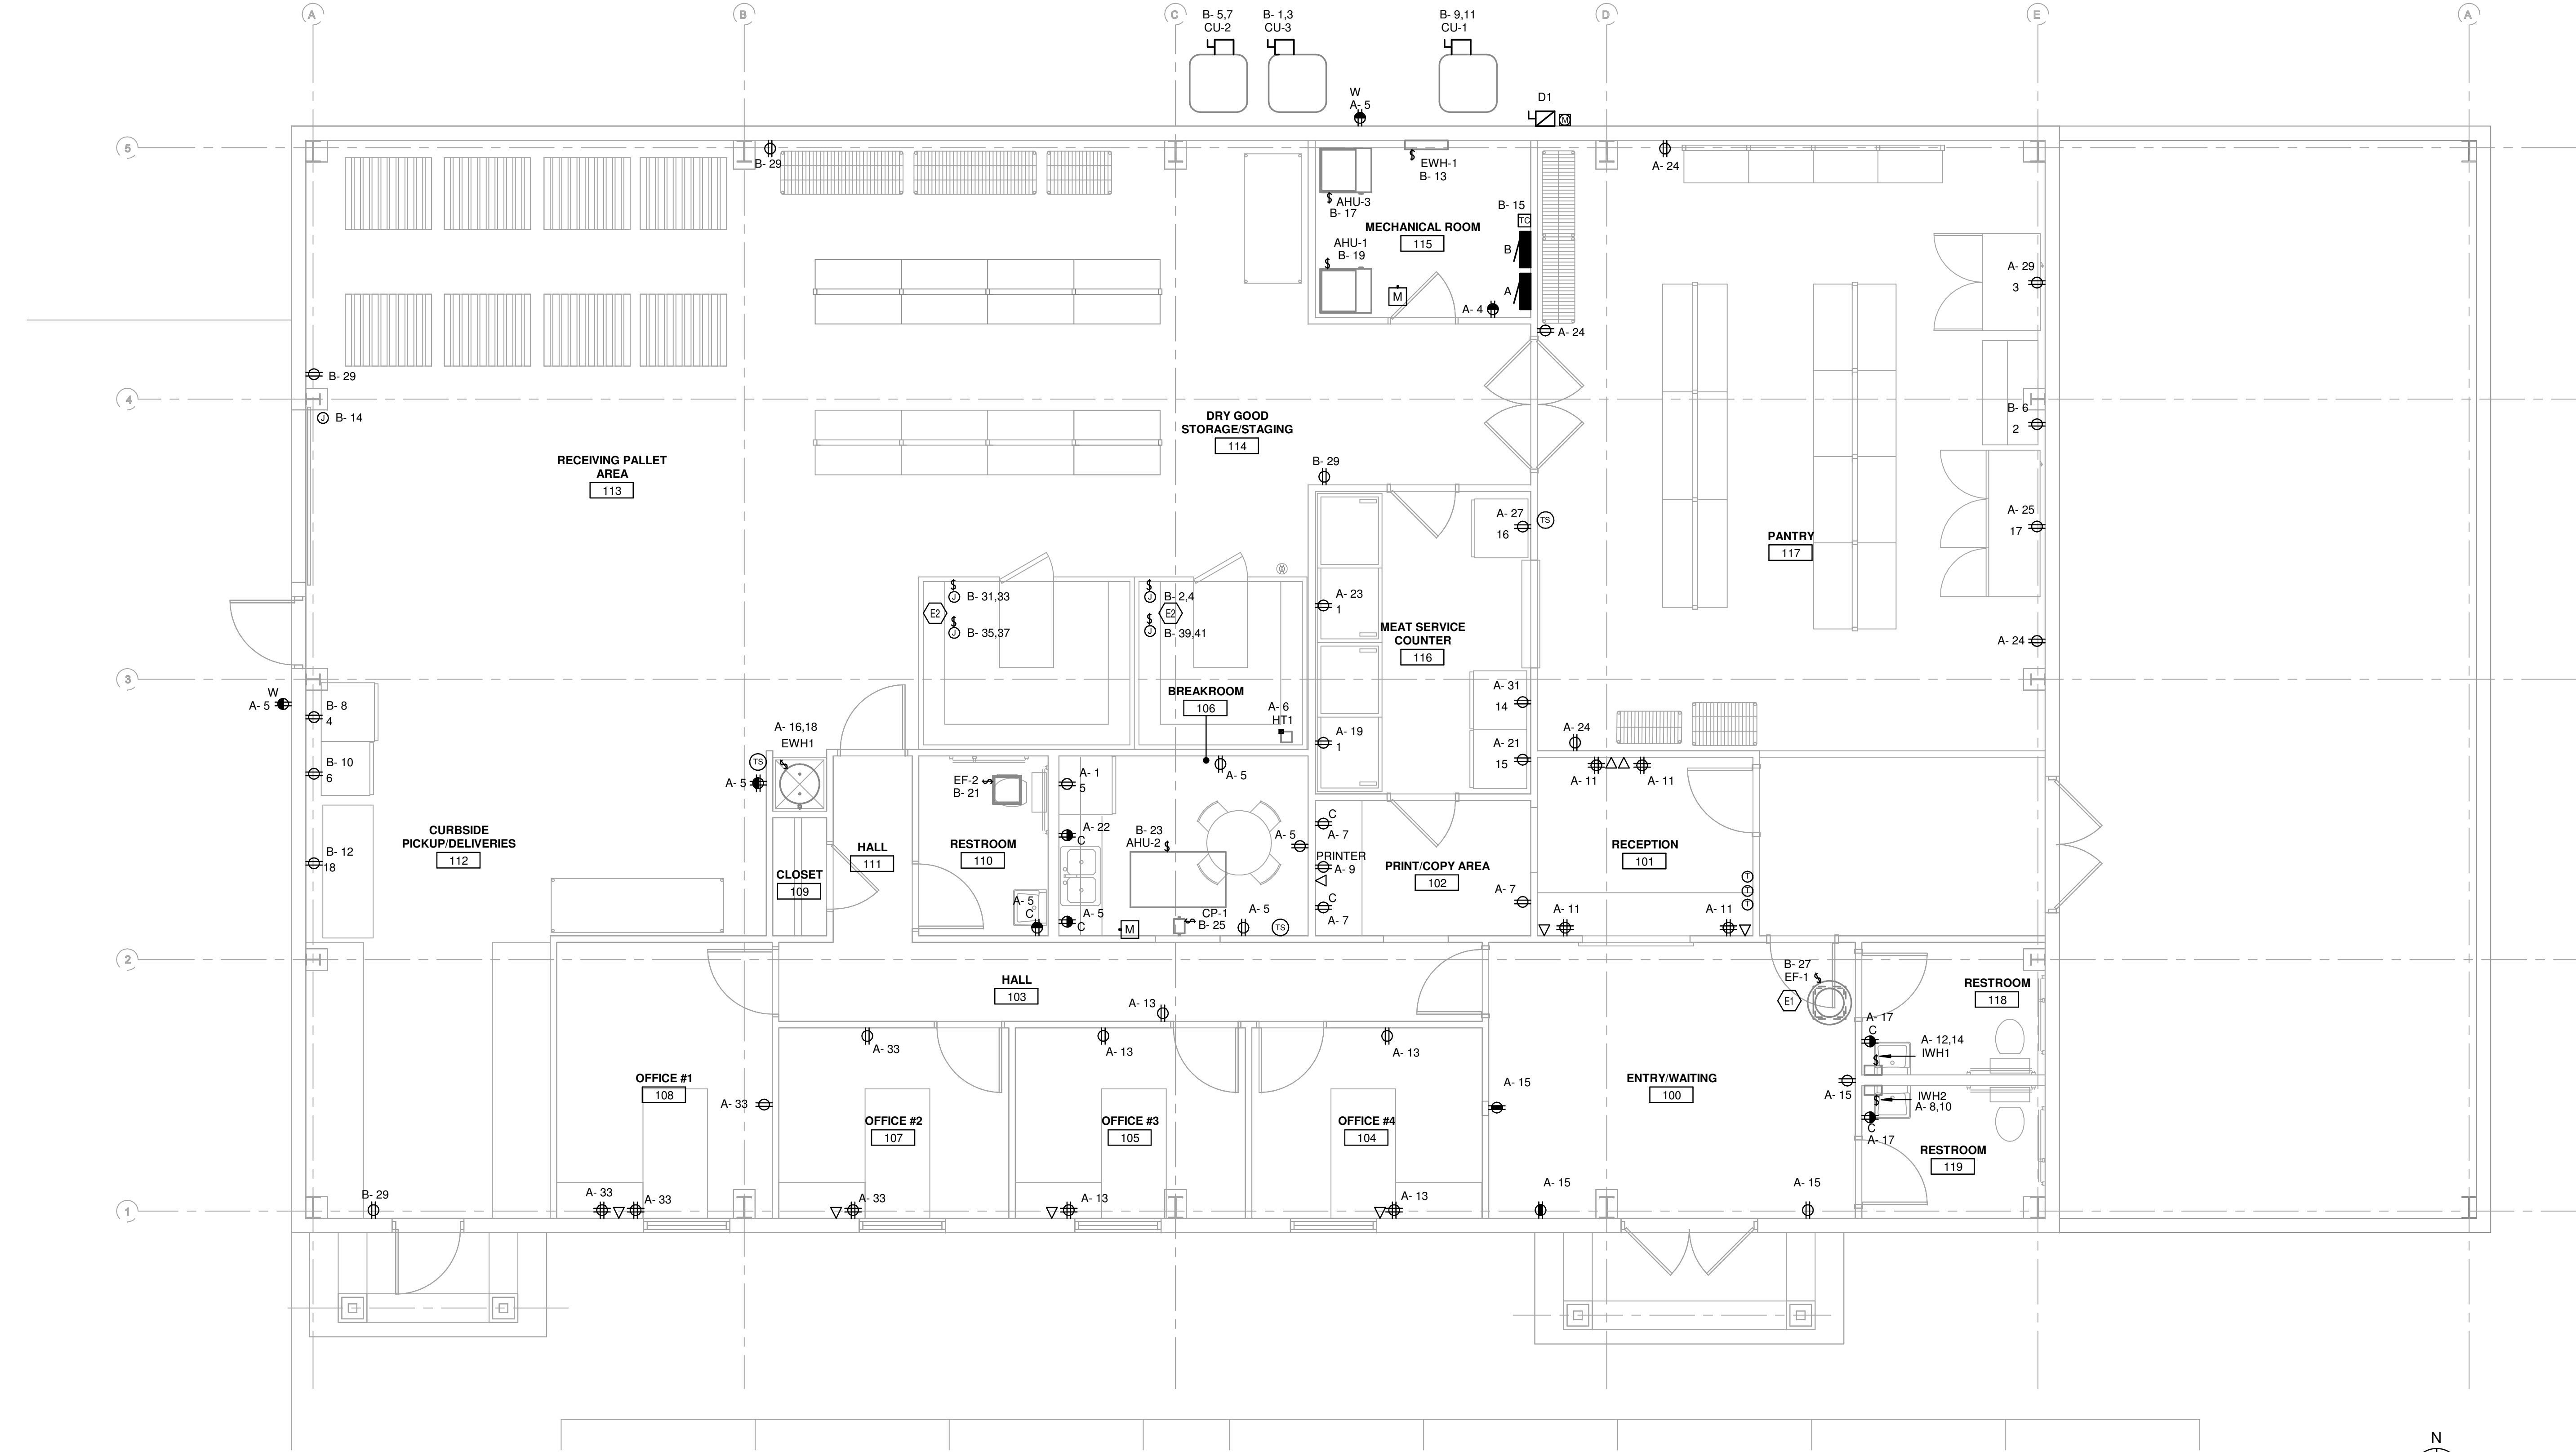 A
B
C
D
E
A
B- 5,7
CU-2
B- 1,3
CU-3
B- 9,11
CU-1
W
A- 5
D1
M
5
B- 29
A- 24
EWH-1
B- 13
AHU-3
B- 17
B- 15
TC
MECHANICAL ROOM
115
AHU-1
B- 19
B
A
M
A- 4
A- 24
A- 29
3
B- 29
4
J
B- 14
B- 6
2
DRY GOOD
STORAGE/STAGING
114
RECEIVING PALLET
AREA
113
B- 29
A- 27
16
TS
A- 25
17
PANTRY
117
J
B- 31,33
E2
J
B- 35,37
J
B- 2,4
E2
J
B- 39,41
A- 23
1
MEAT SERVICE
COUNTER
116
A- 24
3
W
A- 5
B- 8
4
BREAKROOM
106
A- 6
HT1
A- 31
14
A- 19
1
A- 21
15
A- 24
A- 16,18
EWH1
TS
A- 5
B- 10
6
EF-2
B- 21
A- 1
5
A- 5
A- 11
A- 11
CURBSIDE
PICKUP/DELIVERIES
112
B- 12
18
HALL
111
CLOSET
109
RESTROOM
110
A- 22
C
B- 23
AHU-2
A- 5
C
A- 7
PRINTER
A- 9
C
A- 7
PRINT/COPY AREA
102
A- 7
RECEPTION
101
T
T
T
A- 5
C
A- 5
C
M
CP-1
B- 25
A- 5
TS
A- 11
A- 11
2
HALL
103
A- 13
B- 27
EF-1
E1
RESTROOM
118
A- 33
A- 13
A- 13
A- 17
C
A- 12,14
IWH1
OFFICE #1
108
A- 33
OFFICE #2
107
OFFICE #3
105
OFFICE #4
104
A- 15
ENTRY/WAITING
100
A- 15
IWH2
A- 8,10
C
A- 17
RESTROOM
119
1
B- 29
A- 33
A- 33
A- 33
A- 13
A- 13
A- 15
A- 15
N